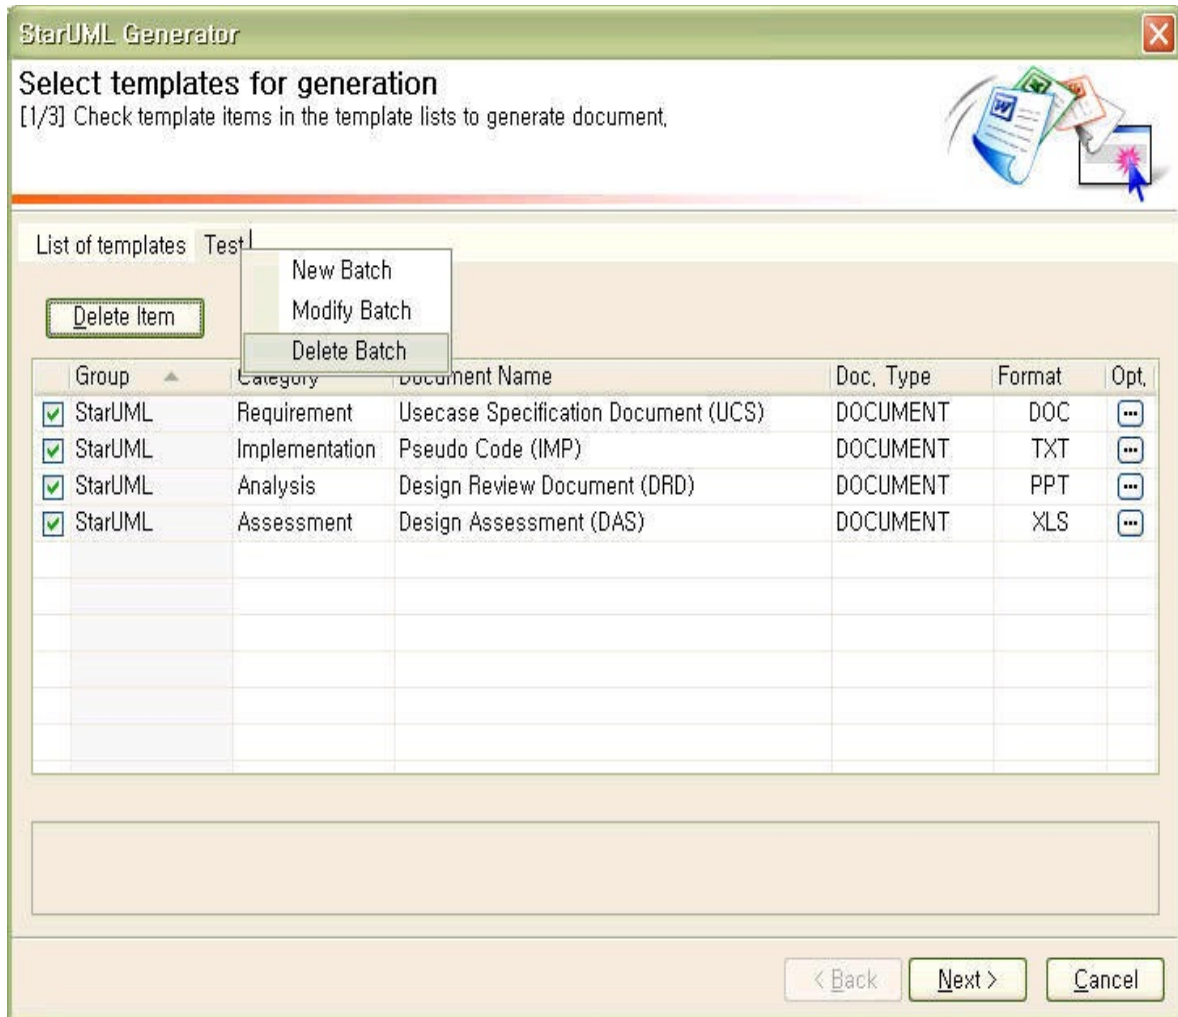 StarUML Generator
Select templates for generation
[1/3] Check template items in the template lists to generate document,
List of templates Test
New Batch
Modify Batch
Delete Batch
Delete Item
Group Category Document Name Doc, Type Format Opt,
StarUML Requirement Usecase Specification Document (UCS) DOCUMENT DOC
StarUML Implementation Pseudo Code (IMP) DOCUMENT TXT
StarUML Analysis Design Review Document (DRD) DOCUMENT PPT
StarUML Assessment Design Assessment (DAS) DOCUMENT XLS
< Back Next > Cancel